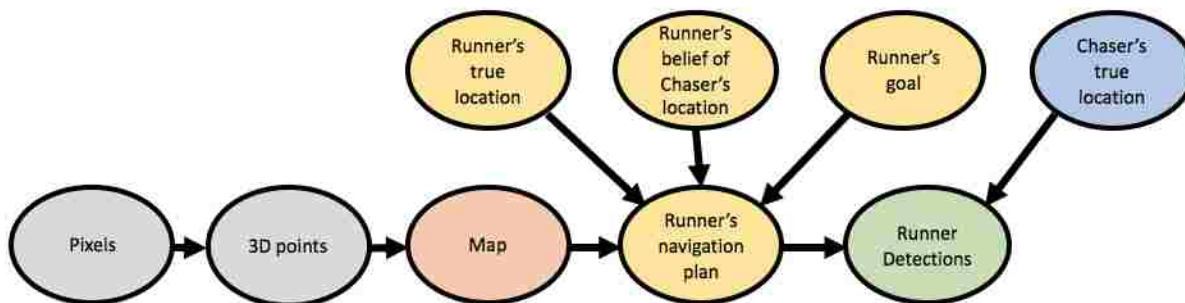 Runner's
true
location
Runner's
belief of
Chaser's
location
Runner's
goal
Chaser's
true
location
Pixels
3D points
Map
Runner's
navigation
plan
Runner
Detections